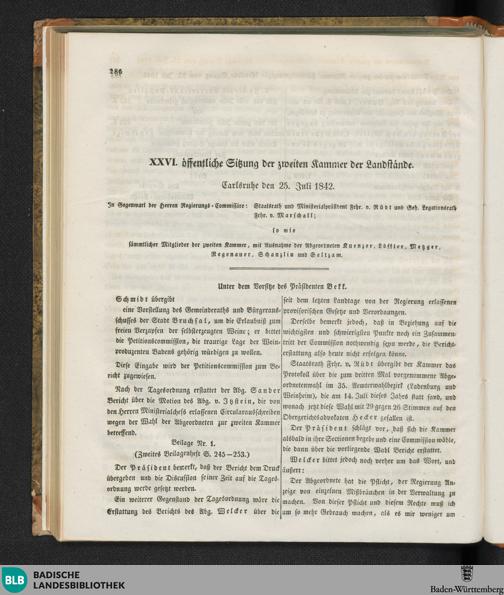 286
XXVI. öffentliche Sitzung der zweiten Kammer der Landstände.
Carlsruhe den 25. Juli 1842.
In Gegenwart der Herren Regierungs-Commissäre: Staatsrath und Ministerialpräsident Frhr. v. Rüdt und Geh. Legationsrath
Frhr. v. Marschall;
so wie
sämmtlicher Mitglieder der zweiten Kammer, mit Ausnahme der Abgeordneten Kuenzer, Löffler, Metzger,
Regenauer, Schanzlin und Seltzam.
Unter dem Vorsitze des Präsidenten Bekk.
Schmidt übergibt
eine Vorstellung des Gemeinderaths und Bürgeraus-
schusses der Stadt Bruchsal, um die Erlaubniß zum
freien Verzapfen der selbsterzeugten Weine; er bittet
die Petitionscommission, die traurige Lage der Wein-
produzenten Badens gehörig würdigen zu wollen.
Diese Eingabe wird der Petitionscommission zum Be-
richt zugewiesen.
Nach der Tagesordnung erstattet der Abg. Sander
Bericht über die Motion des Abg. v. Itzstein, die von
den Herren Ministerialchefs erlassenen Circularausschreiben
wegen der Wahl der Abgeordneten zur zweiten Kammer
betreffend.
Beilage Nr. 1.
(Zweites Beilagenheft S. 245—253.)
Der Präsident bemerkt, daß der Bericht dem Druck
übergeben und die Discussion seiner Zeit auf die Tages-
ordnung werde gesetzt werden.
Ein weiterer Gegenstand der Tagesordnung wäre die
Erstattung des Berichts des Abg. Welcker über die
seit dem letzten Landtage von der Regierung erlassenen
provisorischen Gesetze und Verordnungen.
Derselbe bemerkt jedoch, daß in Beziehung auf die
wichtigsten und schwierigsten Punkte noch ein Zusammen-
tritt der Commission nothwendig seyn werde, die Bericht-
erstattung also heute nicht erfolgen könne.
Staatsrath Frhr. v. Rüdt übergibt der Kammer das
Protokoll über die zum dritten Mal vorgenommene Abge-
ordnetenwahl im 35. Aemterwahlbezirk (Ladenburg und
Weinheim), die am 14. Juli dieses Jahrs statt fand, und
wonach jetzt diese Wahl mit 29 gegen 26 Stimmen auf den
Obergerichtsadvokaten Hecker gefallen ist.
Der Präsident schlägt vor, daß sich die Kammer
alsbald in ihre Sectionen begebe und eine Commission wähle,
die dann über die vorliegende Wahl Bericht erstattet.
Welcker bittet jedoch noch vorher um das Wort, und
äußert:
Der Abgeordnete hat die Pflicht, der Regierung An-
zeige von einzelnen Mißbräuchen in der Verwaltung zu
machen. Von dieser Pflicht und diesem Rechte muß ich
um so mehr Gebrauch machen, als es mir weniger am
BLB
BADISCHE
LANDESBIBLIOTHEK
Baden-Württemberg